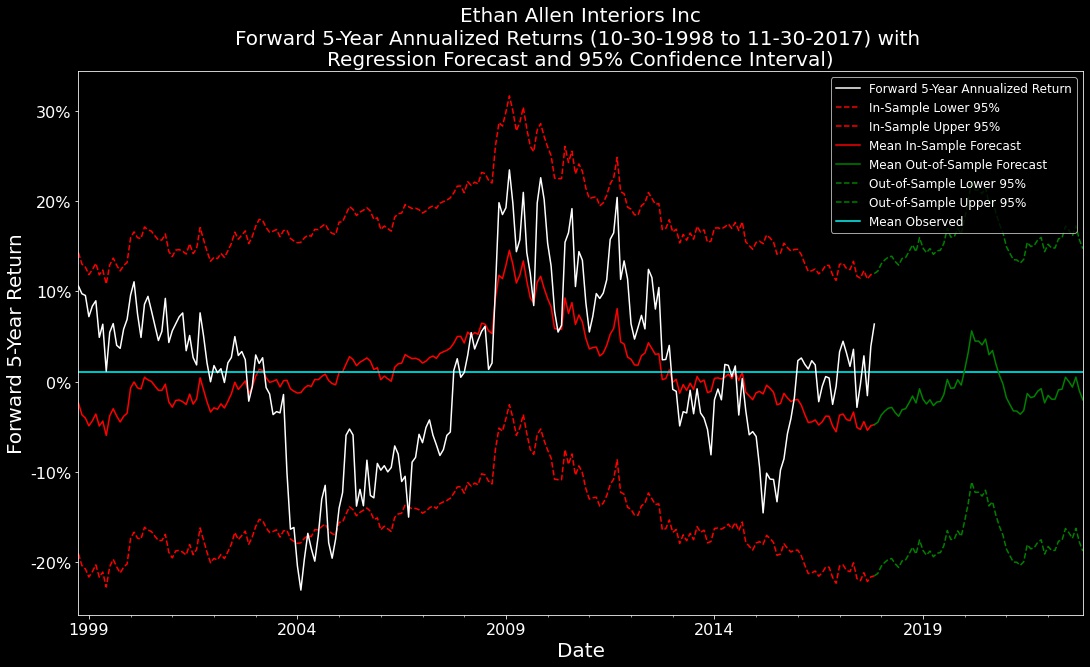 Ethan Allen Interiors Inc
Forward 5-Year Annualized Returns (10-30-1998 to 11-30-2017) with
Regression Forecast and 95% Confidence Interval)
Forward 5-Year Annualized Return
In-Sample Lower 95%
In-Sample Upper 95%
Mean In-Sample Forecast
Mean Out-of-Sample Forecast
Out-of-Sample Lower 95%
Out-of-Sample Upper 95%
Mean Observed
Forward 5-Year Return
30%
20%
10%
0%
-10%
-20%
1999
2004
2009
2014
2019
Date